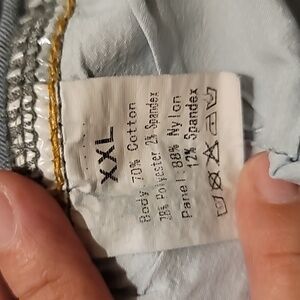 XXL
Body 70% Cotton
28% Polyester 2% Spandex
Panel 88% Nylon
12% Spandex